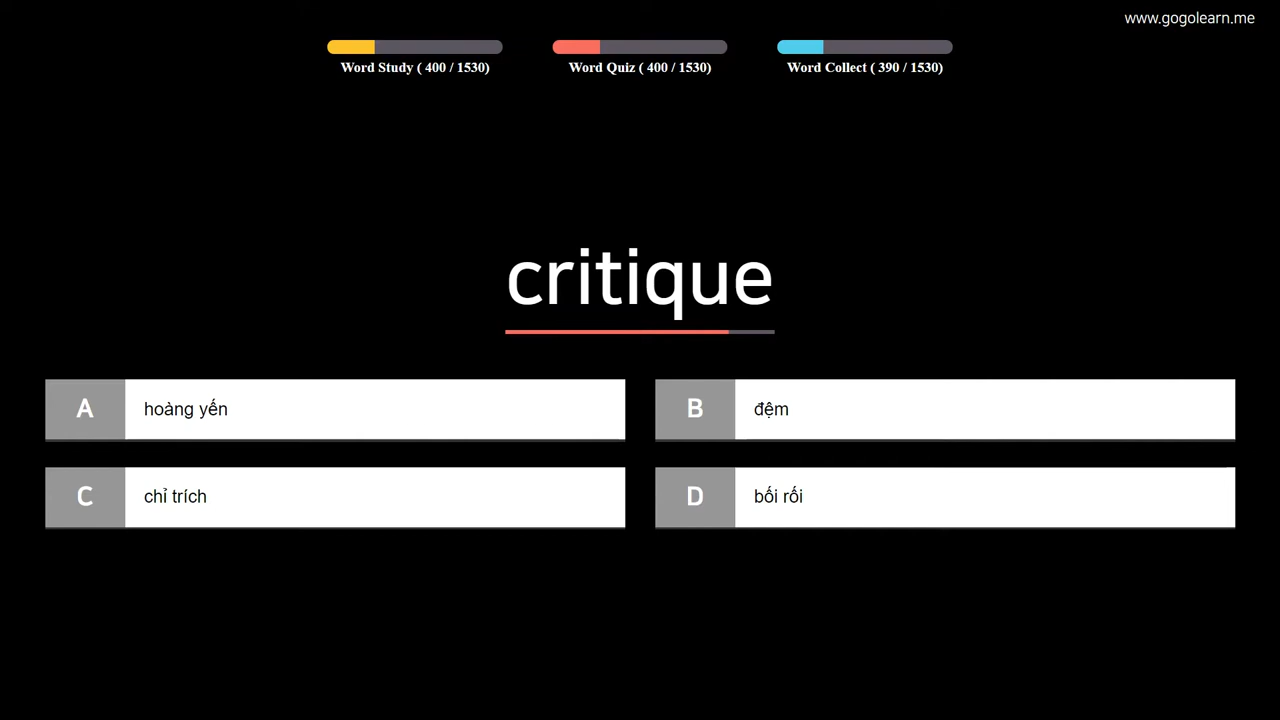 www.gogolearn.me
Word Study ( 400 / 1530)
Word Quiz ( 400 / 1530)
Word Collect ( 390 / 1530)
critique
A hoàng yến
B đệm
C chỉ trích
D bối rối